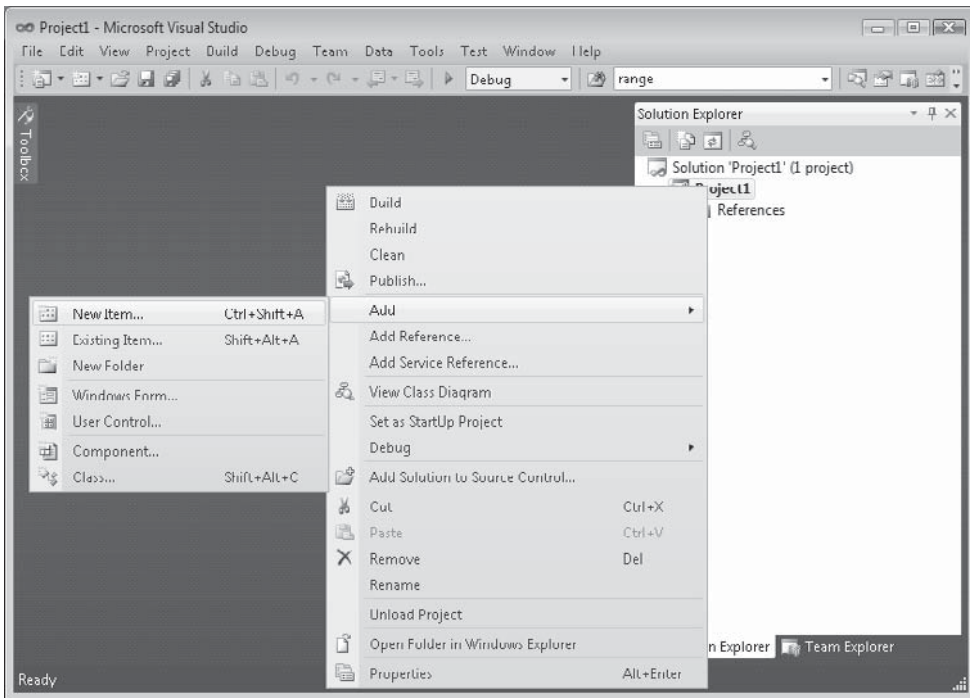 Project1 - Microsoft Visual Studio
File Edit View Project Build Debug Team Data Tools Test Window Help
Debug range
Toolbox
Solution Explorer
Solution 'Project1' (1 project)
Project1
References
Build
Rebuild
Clean
Publish...
Add
Add Reference...
Add Service Reference...
View Class Diagram
Set as StartUp Project
Debug
Add Solution to Source Control...
Cut Ctrl+X
Paste Ctrl+V
Remove Del
Rename
Unload Project
Open Folder in Windows Explorer
Properties Alt+Enter
New Item... Ctrl+Shift+A
Existing Item... Shift+Alt+A
New Folder
Windows Form...
User Control...
Component...
Class... Shift+Alt+C
n Explorer Team Explorer
Ready